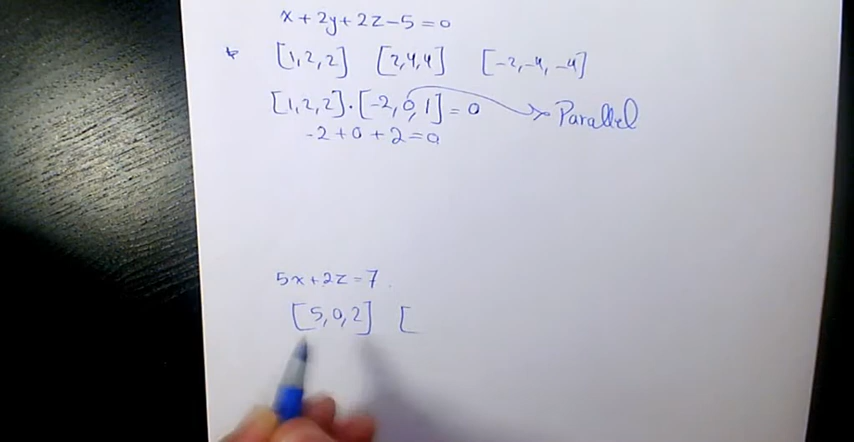 x + 2y + 2z - 5 = 0
[1, 2, 2] [2, 4, 4] [-2, -4, -4]
[1, 2, 2] · [-2, 0, 1] = 0 → Parallel
-2 + 0 + 2 = 0
5x + 2z = 7
[5, 0, 2] [